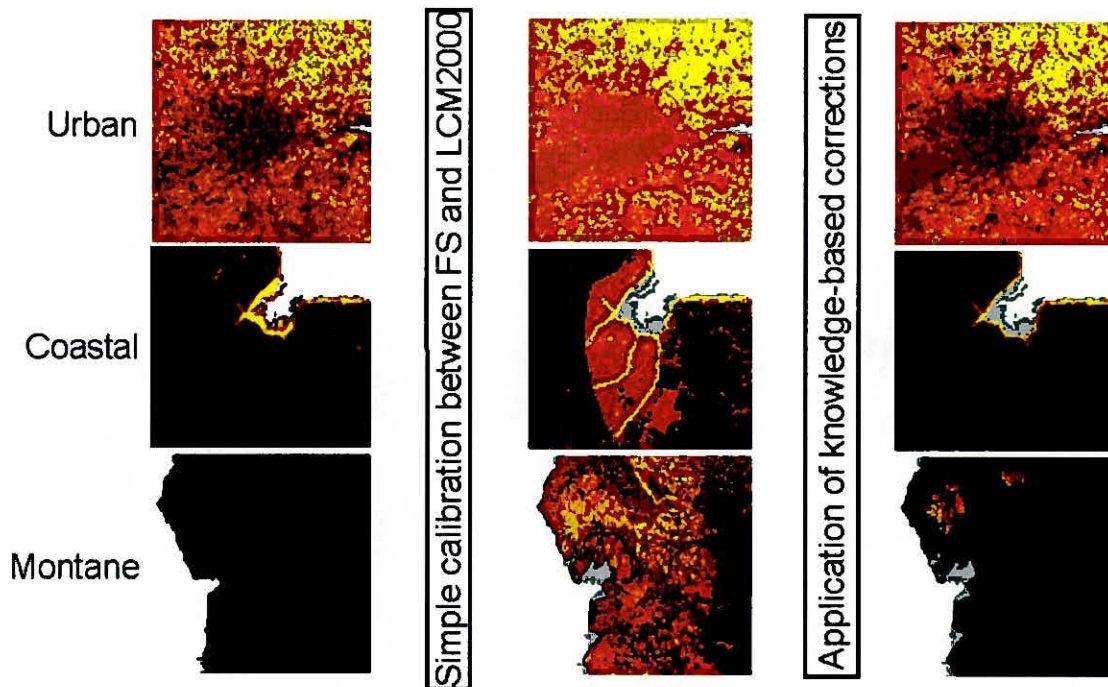 Urban
Coastal
Montane
Simple calibration between FS and LCM2000
Application of knowledge-based corrections